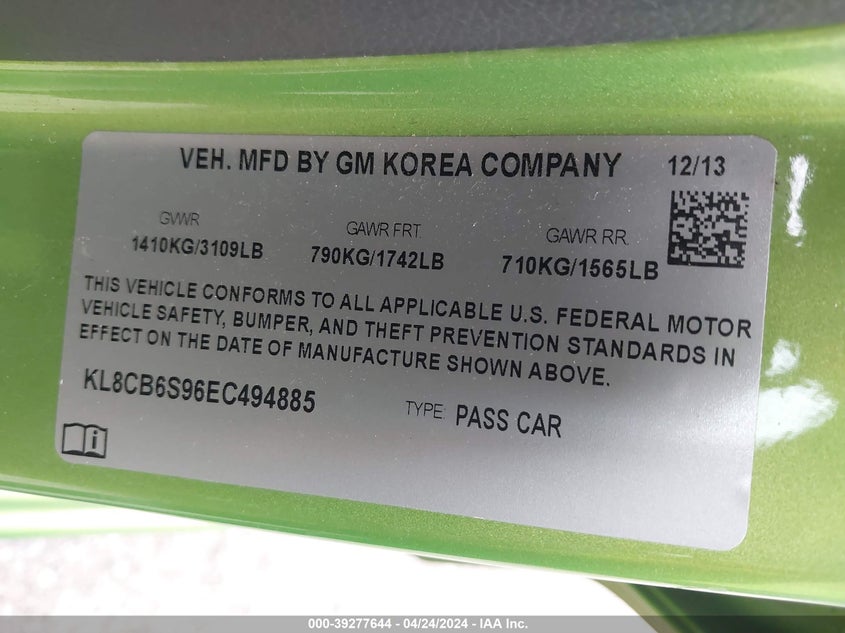 VEH. MFD BY GM KOREA COMPANY 12/13
GVWR GAWR FRT. GAWR RR.
1410KG/3109LB 790KG/1742LB 710KG/1565LB
THIS VEHICLE CONFORMS TO ALL APPLICABLE U.S. FEDERAL MOTOR
VEHICLE SAFETY, BUMPER, AND THEFT PREVENTION STANDARDS IN
EFFECT ON THE DATE OF MANUFACTURE SHOWN ABOVE.
KL8CB6S96EC494885 TYPE: PASS CAR
000-39277644 - 04/24/2024 - IAA Inc.